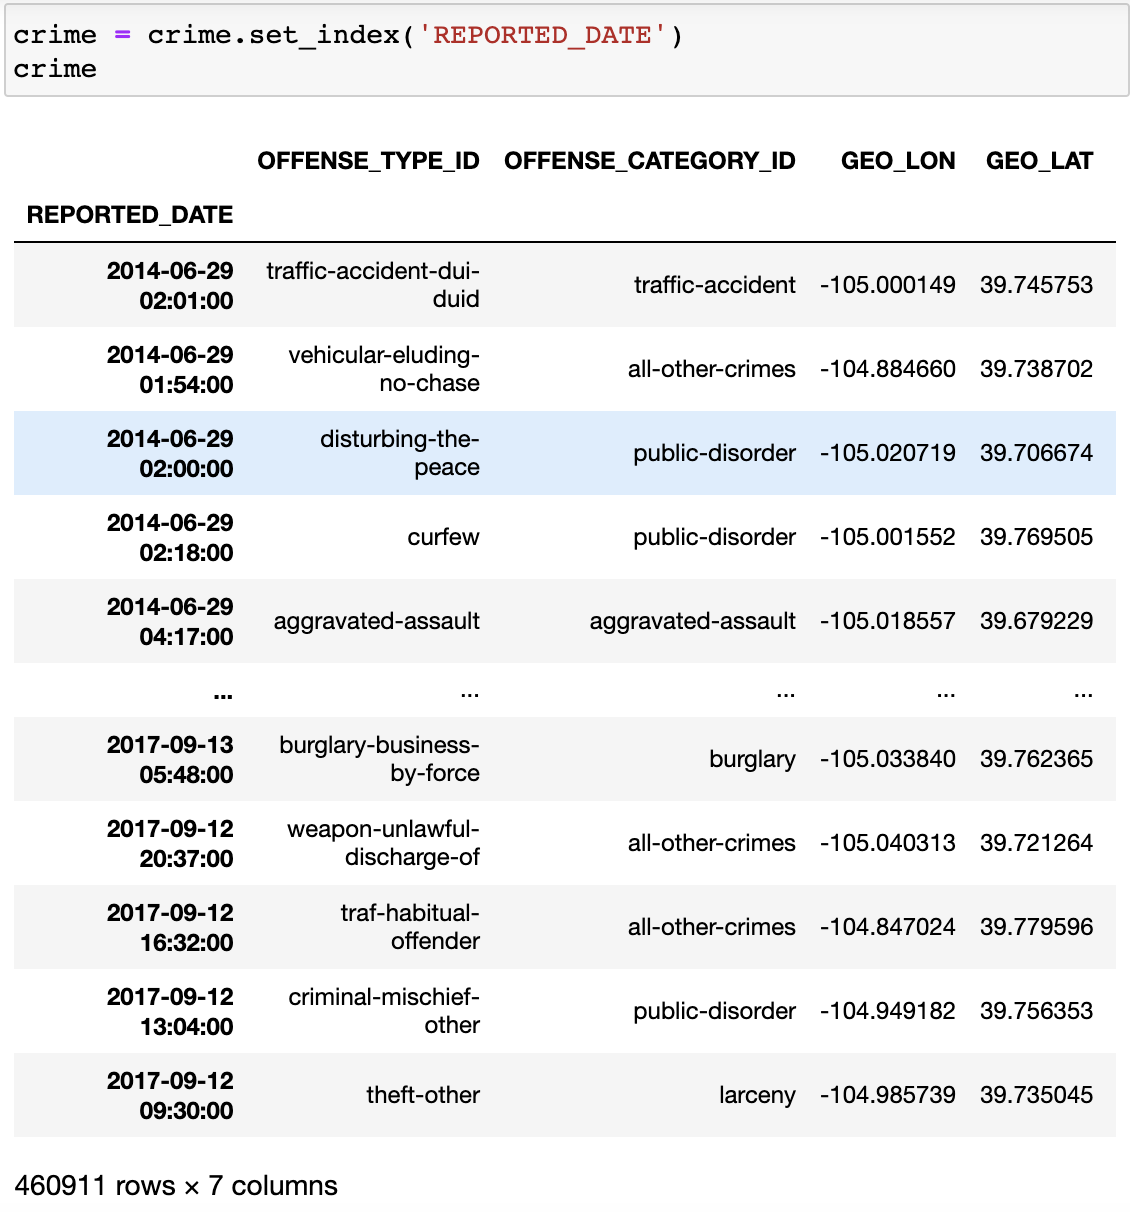 crime = crime.set_index('REPORTED_DATE')
crime
OFFENSE_TYPE_ID OFFENSE_CATEGORY_ID GEO_LON GEO_LAT
REPORTED_DATE
2014-06-29 02:01:00 traffic-accident-dui-duid traffic-accident -105.000149 39.745753
2014-06-29 01:54:00 vehicular-eluding-no-chase all-other-crimes -104.884660 39.738702
2014-06-29 02:00:00 disturbing-the-peace public-disorder -105.020719 39.706674
2014-06-29 02:18:00 curfew public-disorder -105.001552 39.769505
2014-06-29 04:17:00 aggravated-assault aggravated-assault -105.018557 39.679229
... ... ... ... ...
2017-09-13 05:48:00 burglary-business-by-force burglary -105.033840 39.762365
2017-09-12 20:37:00 weapon-unlawful-discharge-of all-other-crimes -105.040313 39.721264
2017-09-12 16:32:00 traf-habitual-offender all-other-crimes -104.847024 39.779596
2017-09-12 13:04:00 criminal-mischief-other public-disorder -104.949182 39.756353
2017-09-12 09:30:00 theft-other larceny -104.985739 39.735045
460911 rows × 7 columns